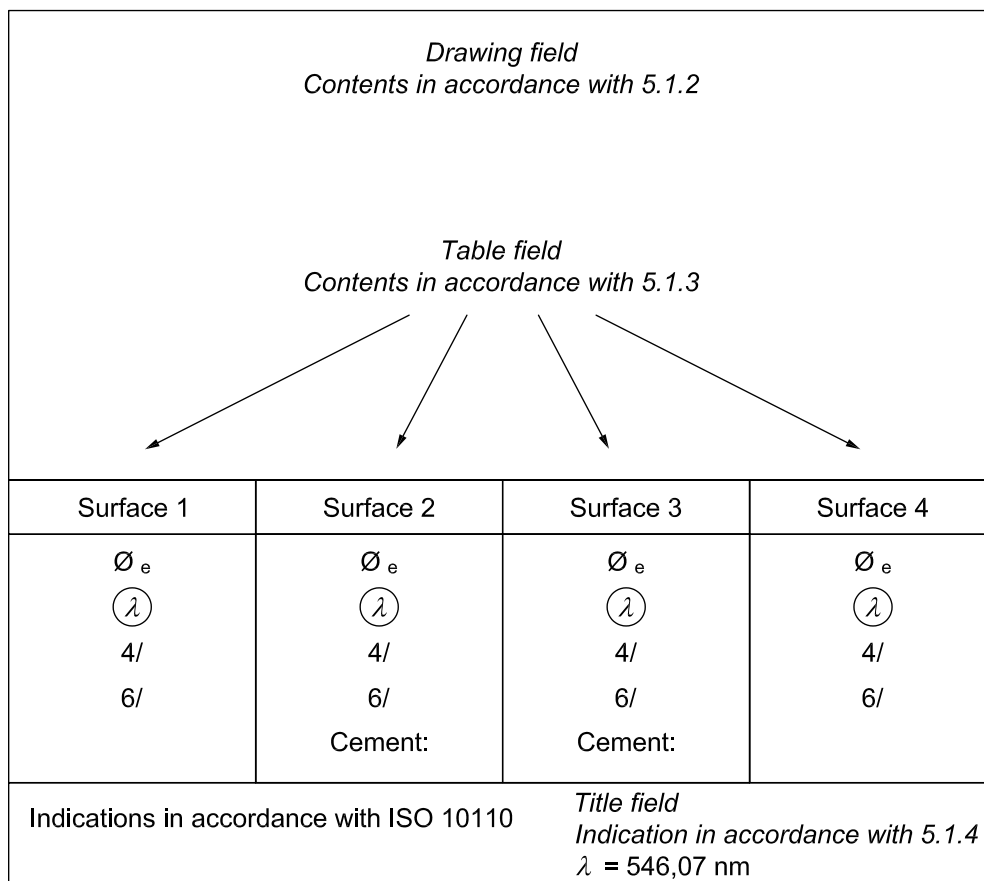 Drawing field
Contents in accordance with 5.1.2
Table field
Contents in accordance with 5.1.3
Surface 1 Surface 2 Surface 3 Surface 4
Ø e Ø e Ø e Ø e
λ λ λ λ
4/ 4/ 4/ 4/
6/ 6/ 6/ 6/
Cement: Cement:
Indications in accordance with ISO 10110
Title field
Indication in accordance with 5.1.4
λ = 546,07 nm